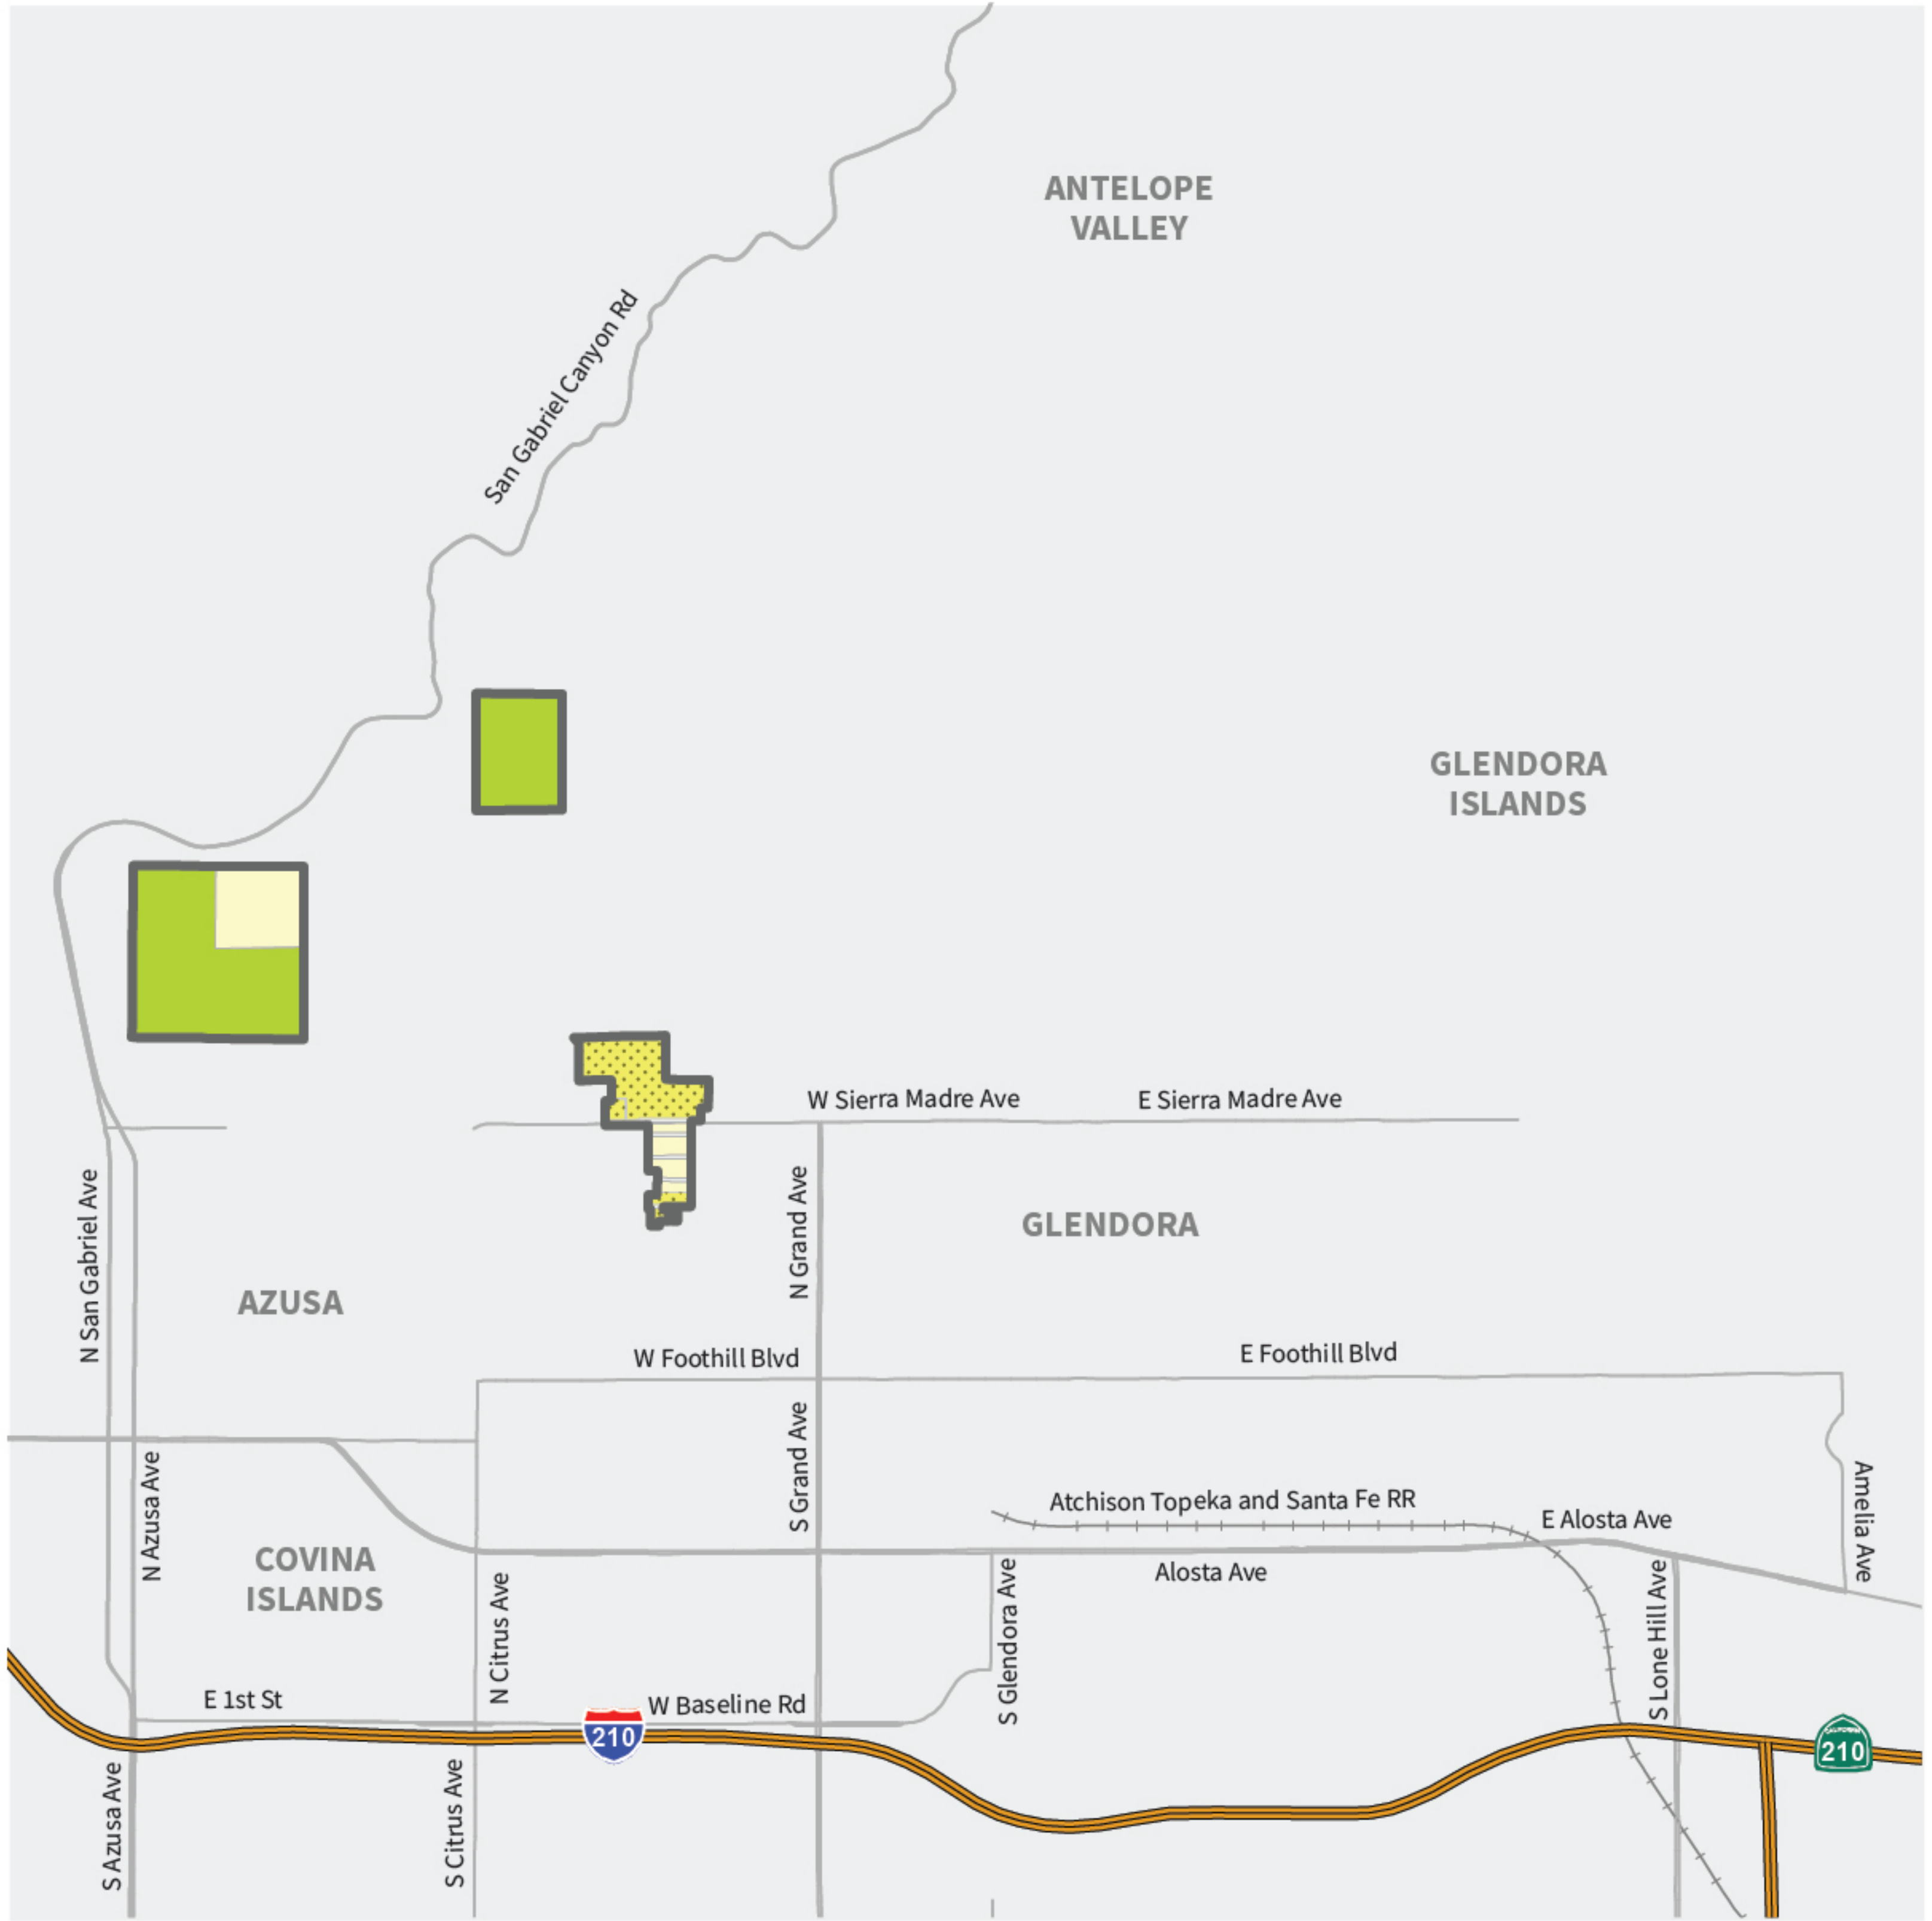 ANTELOPE
VALLEY
San Gabriel Canyon Rd
GLENDORA
ISLANDS
W Sierra Madre Ave
E Sierra Madre Ave
N San Gabriel Ave
N Grand Ave
GLENDORA
AZUSA
W Foothill Blvd
E Foothill Blvd
N Azusa Ave
S Grand Ave
Atchison Topeka and Santa Fe RR
E Alosta Ave
Amelia Ave
COVINA
ISLANDS
Alosta Ave
N Citrus Ave
S Glendora Ave
S Lone Hill Ave
E 1st St
W Baseline Rd
210
CALIFORNIA
210
S Azusa Ave
S Citrus Ave